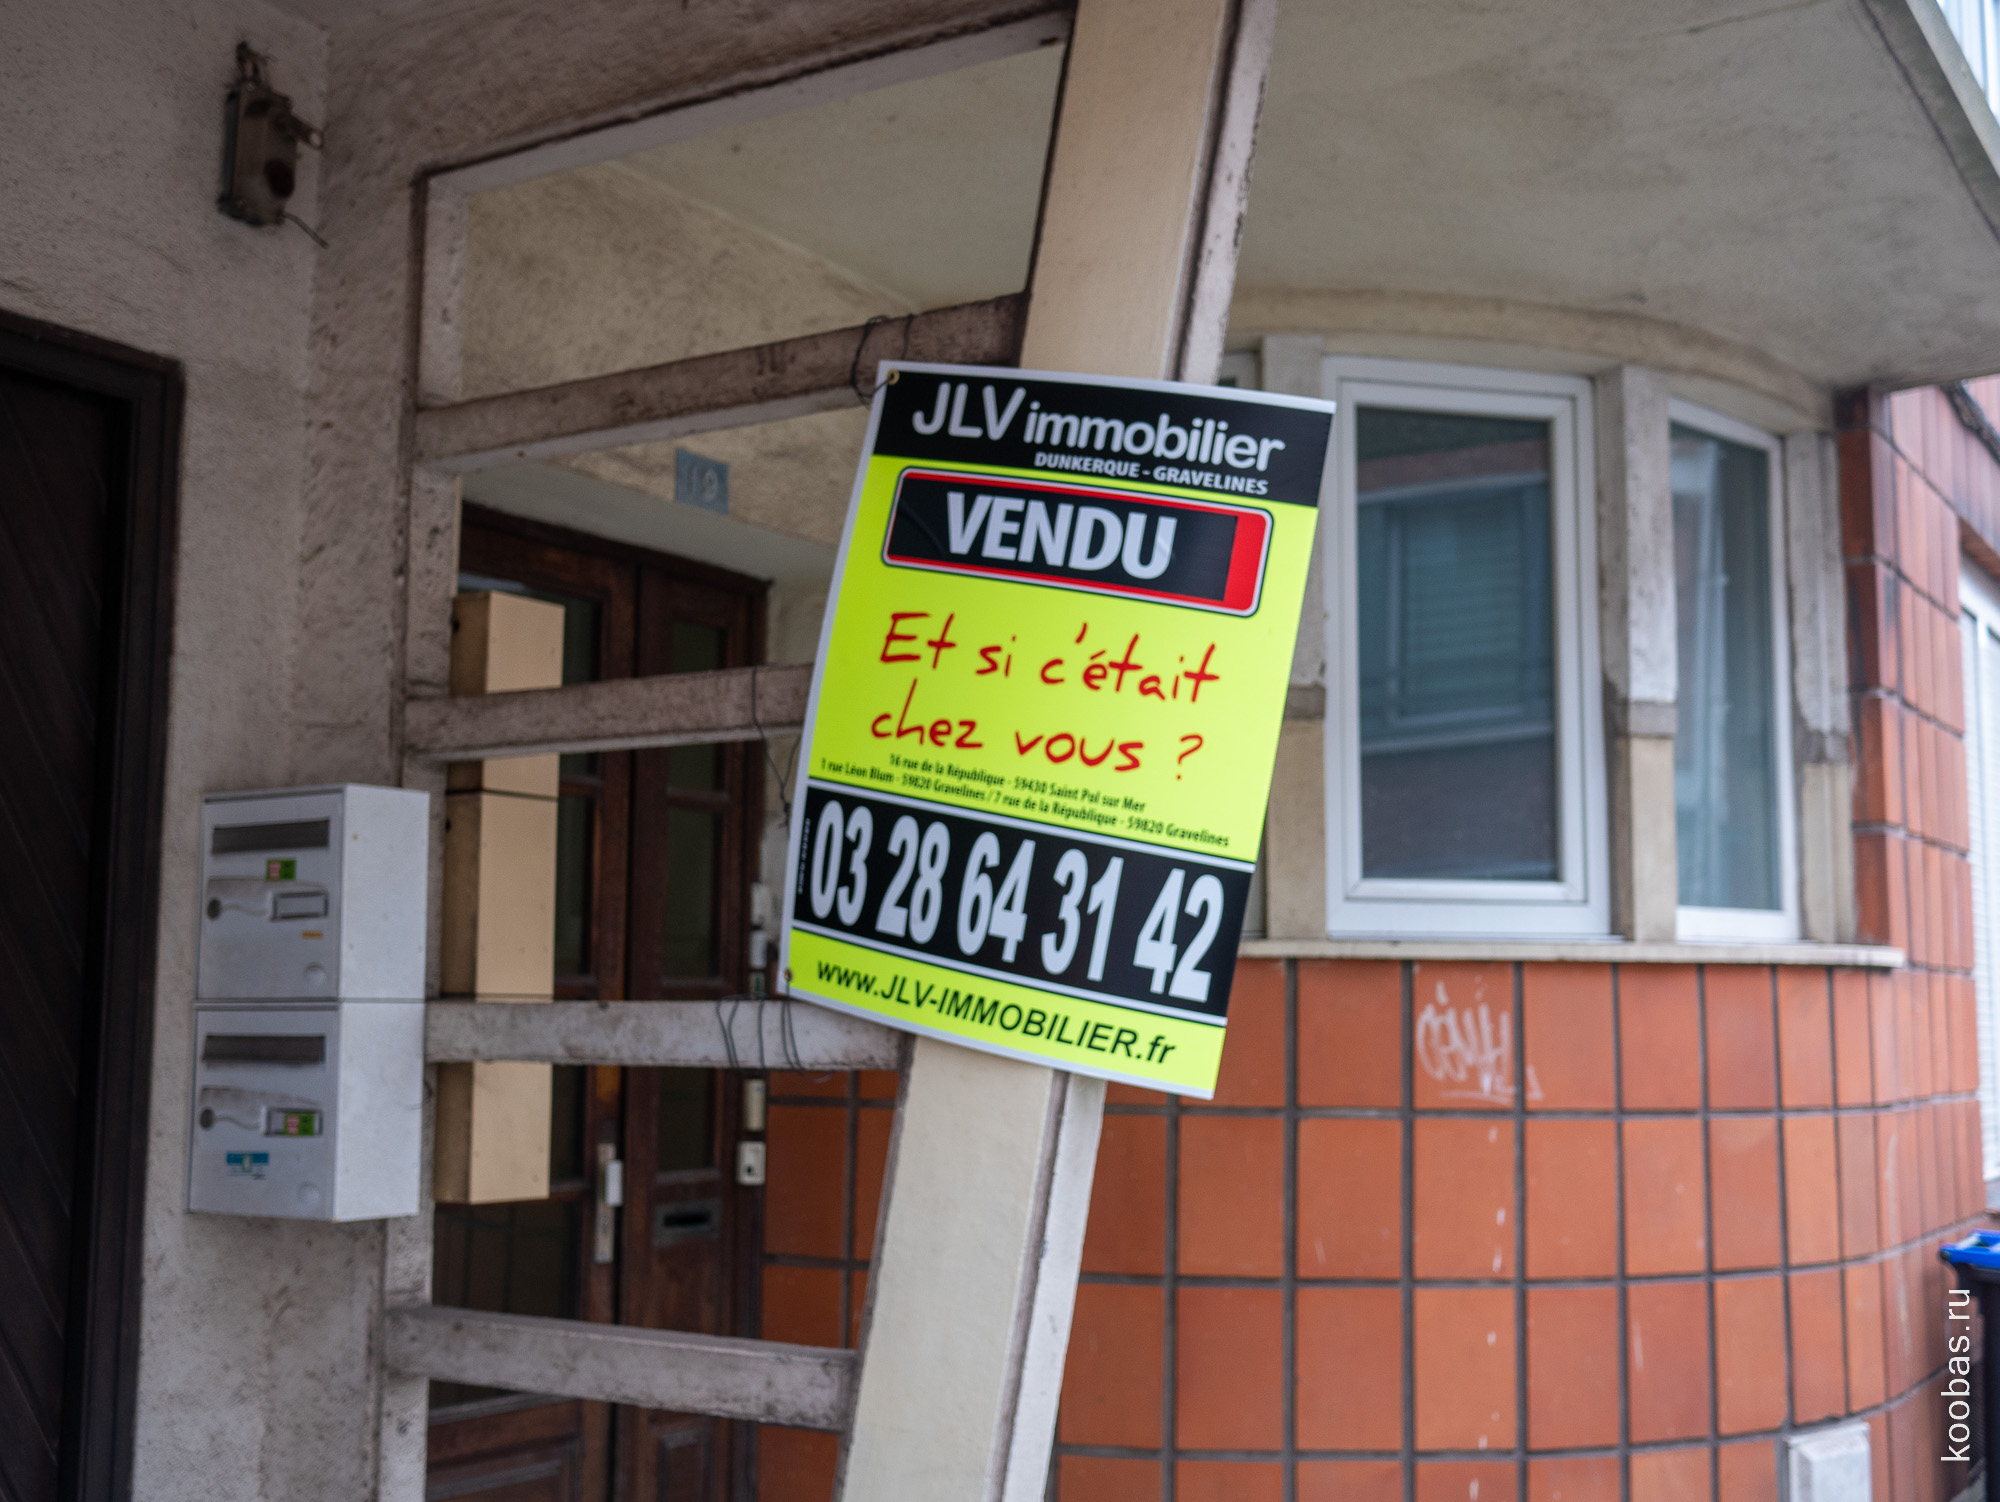 JLV immobilier
DUNKERQUE - GRAVELINES
VENDU
Et si c'était
chez vous ?
16 rue de la République - 59430 Saint Pol sur Mer
1 rue Léon Blum - 59820 Gravelines / 7 rue de la République - 59820 Gravelines
03 28 64 31 42
www.JLV-IMMOBILIER.fr
19
koobas.ru